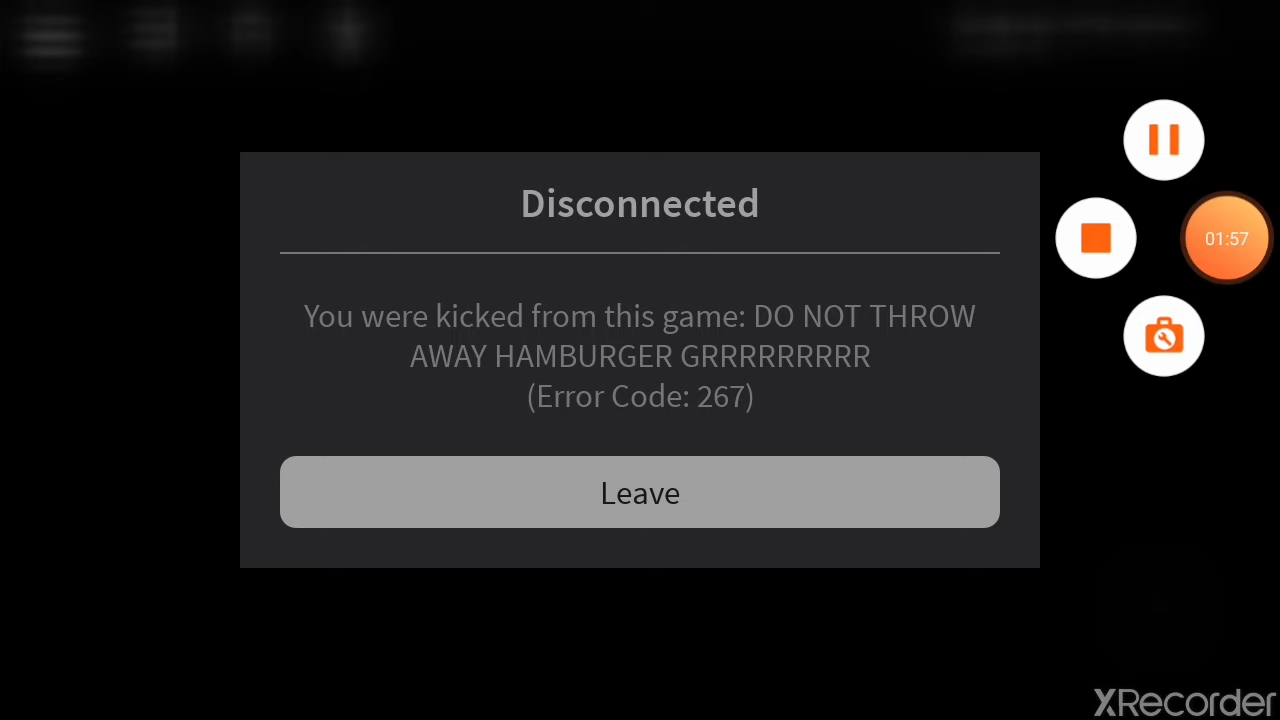 Disconnected
You were kicked from this game: DO NOT THROW
AWAY HAMBURGER GRRRRRRRRR
(Error Code: 267)
Leave
01:57
XRecorder